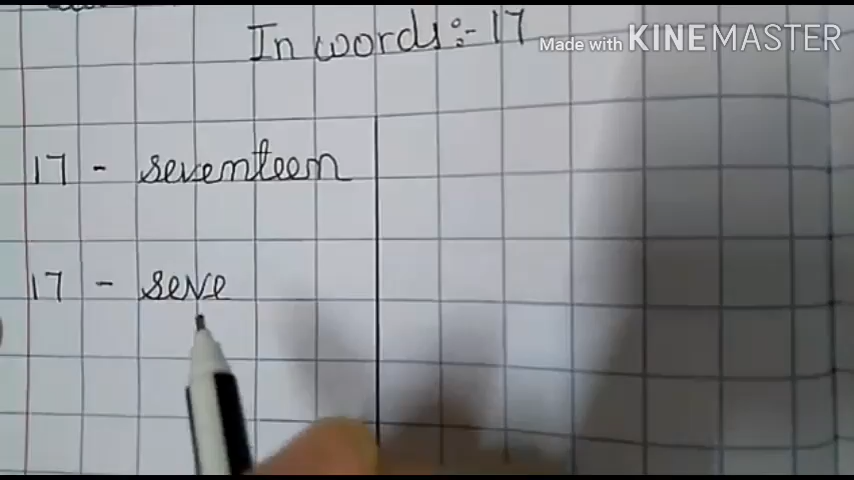 In words:- 17
Made with KINEMASTER
17 - seventeen
17 - seve